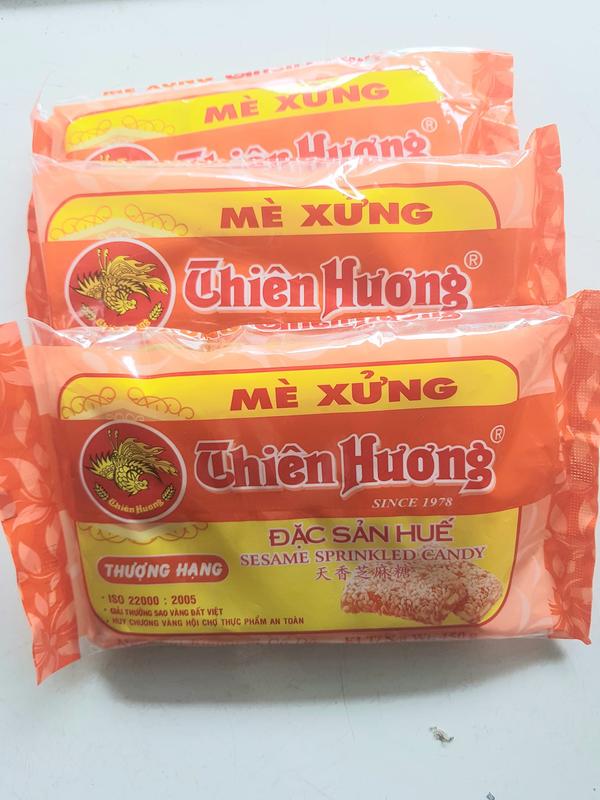 MÈ XỬNG
Thiên Hương®
MÈ XỬNG
Thiên Hương®
MÈ XỬNG
Thiên Hương®
Thiên Hương
SINCE 1978
ĐẶC SẢN HUẾ
SESAME SPRINKLED CANDY
天香芝麻糖
THƯỢNG HẠNG
- ISO 22000 : 2005
* GIẢI THƯỞNG SAO VÀNG ĐẤT VIỆT
* HUY CHƯƠNG VÀNG HỘI CHỢ THỰC PHẨM AN TOÀN